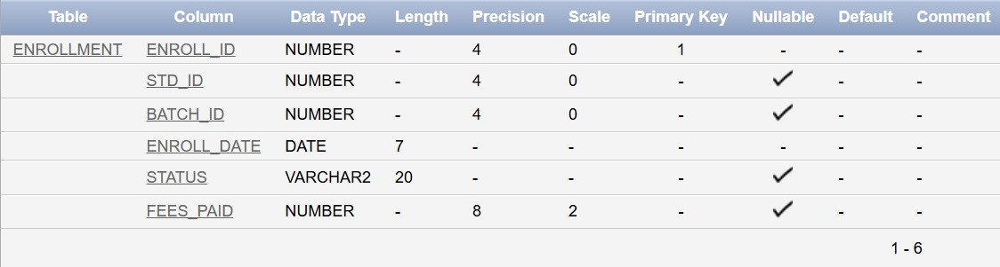 Table Column Data Type Length Precision Scale Primary Key Nullable Default Comment
ENROLLMENT ENROLL_ID NUMBER - 4 0 1 - - -
STD_ID NUMBER - 4 0 - ✓ - -
BATCH_ID NUMBER - 4 0 - ✓ - -
ENROLL_DATE DATE 7 - - - - - -
STATUS VARCHAR2 20 - - - ✓ - -
FEES_PAID NUMBER - 8 2 - ✓ - -
1 - 6